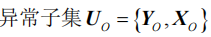 异常子集 U_O = {Y_O, X_O}